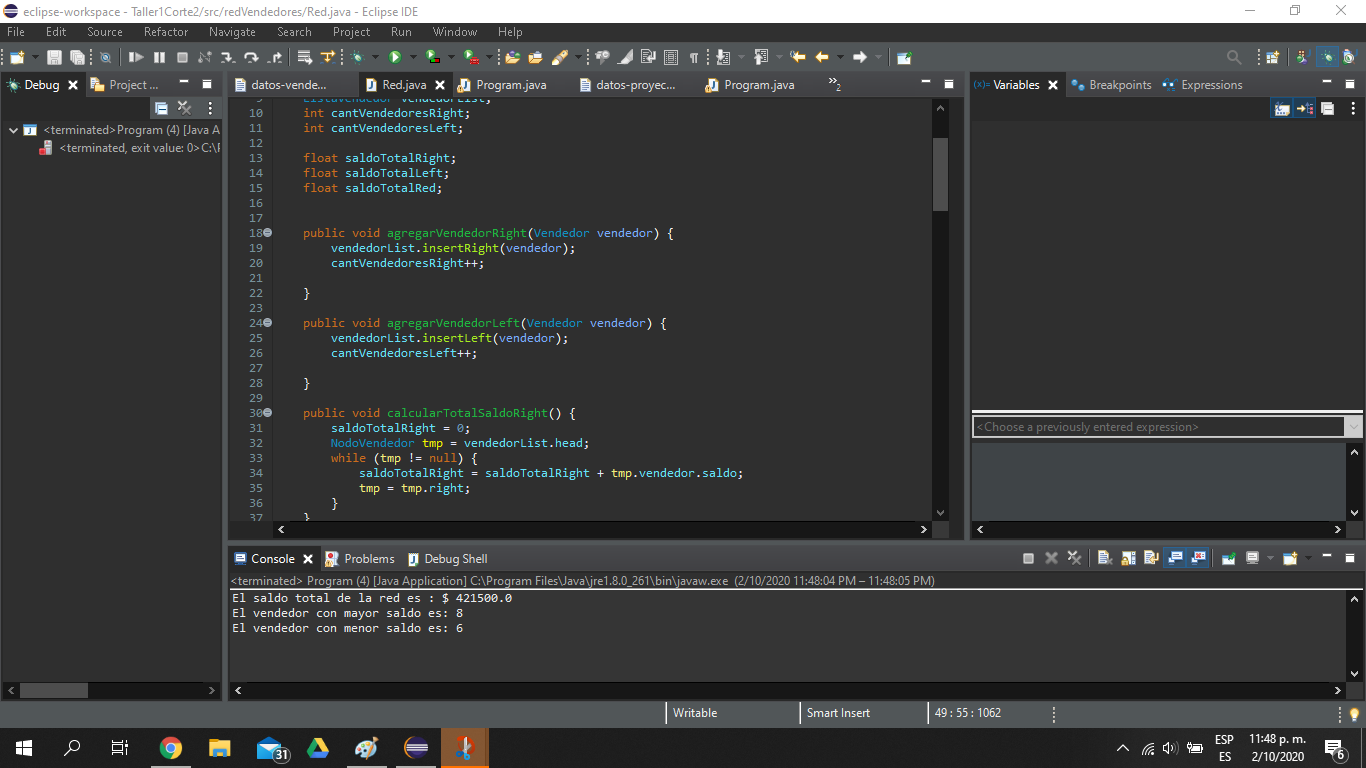 eclipse-workspace - Taller1Corte2/src/redVendedores/Red.java - Eclipse IDE
File Edit Source Refactor Navigate Search Project Run Window Help
Debug Project ...
datos-vende... Red.java Program.java datos-proyec... Program.java »2
(x)= Variables Breakpoints Expressions
<terminated>Program (4) [Java A
<terminated, exit value: 0>C:\
9 ListaVendedor vendedorList;
10 int cantVendedoresRight;
11 int cantVendedoresLeft;
12
13 float saldoTotalRight;
14 float saldoTotalLeft;
15 float saldoTotalRed;
16
17
18 public void agregarVendedorRight(Vendedor vendedor) {
19 vendedorList.insertRight(vendedor);
20 cantVendedoresRight++;
21
22 }
23
24 public void agregarVendedorLeft(Vendedor vendedor) {
25 vendedorList.insertLeft(vendedor);
26 cantVendedoresLeft++;
27
28 }
29
30 public void calcularTotalSaldoRight() {
31 saldoTotalRight = 0;
32 NodoVendedor tmp = vendedorList.head;
33 while (tmp != null) {
34 saldoTotalRight = saldoTotalRight + tmp.vendedor.saldo;
35 tmp = tmp.right;
36 }
37 }
<Choose a previously entered expression>
Console Problems Debug Shell
<terminated> Program (4) [Java Application] C:\Program Files\Java\jre1.8.0_261\bin\javaw.exe (2/10/2020 11:48:04 PM – 11:48:05 PM)
El saldo total de la red es : $ 421500.0
El vendedor con mayor saldo es: 8
El vendedor con menor saldo es: 6
Writable Smart Insert 49 : 55 : 1062
31
ESP
ES
11:48 p. m.
2/10/2020
6